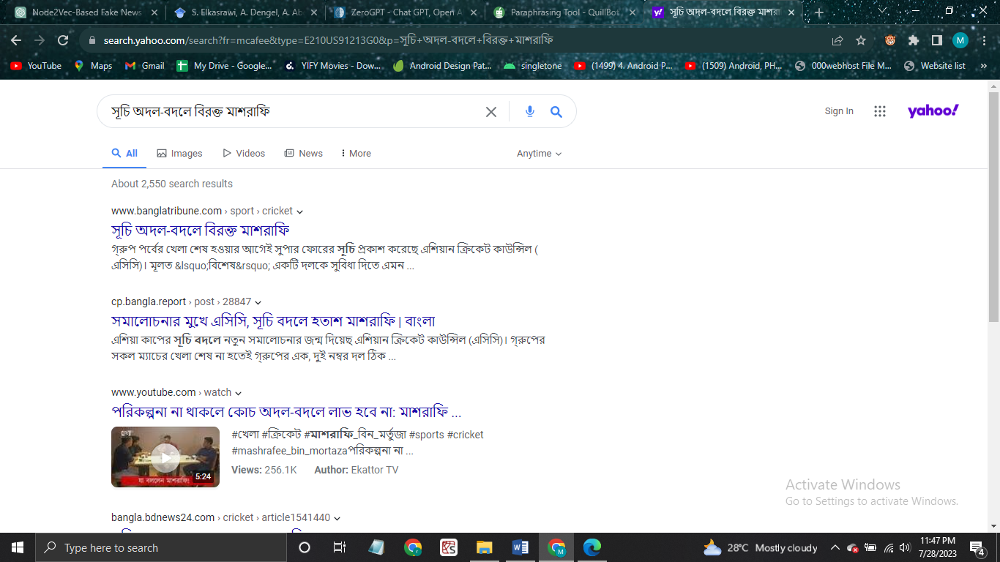 Node2Vec-Based Fake News
S. Elkasrawi, A. Dengel, A. Ab
ZeroGPT - Chat GPT, Open A
Paraphrasing Tool - QuillBot
সূচি অদল-বদলে বিরক্ত মাশরা
search.yahoo.com/search?fr=mcafee&type=E210US91213G0&p=সূচি+অদল-বদলে+বিরক্ত+মাশরাফি
M
YouTube
Maps
Gmail
My Drive - Google...
YIFY Movies - Dow...
Android Design Pat...
singletone
(1499) 4. Android P...
(1509) Android, PH...
000webhost File M...
Website list
»
সূচি অদল-বদলে বিরক্ত মাশরাফি
Sign In
yahoo!
All
Images
Videos
News
More
Anytime
About 2,550 search results
www.banglatribune.com › sport › cricket
সূচি অদল-বদলে বিরক্ত মাশরাফি
গ্রুপ পর্বের খেলা শেষ হওয়ার আগেই সুপার ফোরের সূচি প্রকাশ করেছে এশিয়ান ক্রিকেট কাউন্সিল (
এসিসি)। মূলত &lsquo;বিশেষ&rsquo; একটি দলকে সুবিধা দিতে এমন ...
cp.bangla.report › post › 28847
সমালোচনার মুখে এসিসি, সূচি বদলে হতাশ মাশরাফি | বাংলা
এশিয়া কাপের সূচি বদলে নতুন সমালোচনার জন্ম দিয়েছ এশিয়ান ক্রিকেট কাউন্সিল (এসিসি)। গ্রুপের
সকল ম্যাচের খেলা শেষ না হতেই গ্রুপের এক, দুই নম্বর দল ঠিক ...
www.youtube.com › watch
পরিকল্পনা না থাকলে কোচ অদল-বদলে লাভ হবে না: মাশরাফি ...
#খেলা #ক্রিকেট #মাশরাফি_বিন_মর্তুজা #sports #cricket
#mashrafee_bin_mortazaপরিকল্পনা না ...
Views: 256.1K Author: Ekattor TV
5:24
যা বললেন মাশরাফি!
bangla.bdnews24.com › cricket › article1541440
Activate Windows
Go to Settings to activate Windows.
Type here to search
28°C Mostly cloudy
11:47 PM
7/28/2023
4